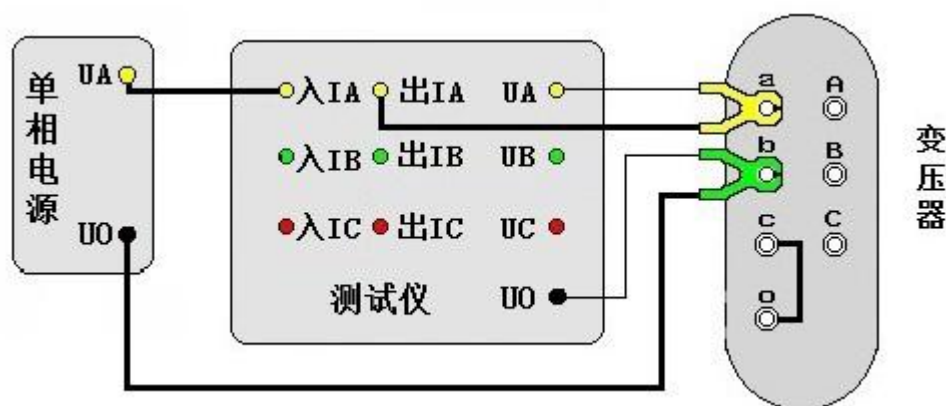 单相电源
UA
UO
入IA 出IA UA
入IB 出IB UB
入IC 出IC UC
测试仪 UO
a A
b B
c C
o
变压器